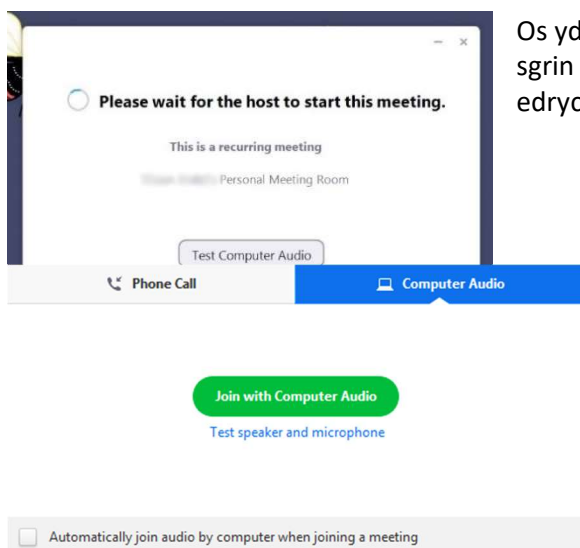 Os yd
sgrin
edryc
Please wait for the host to start this meeting.
This is a recurring meeting
Personal Meeting Room
Test Computer Audio
Phone Call
Computer Audio
Join with Computer Audio
Test speaker and microphone
Automatically join audio by computer when joining a meeting